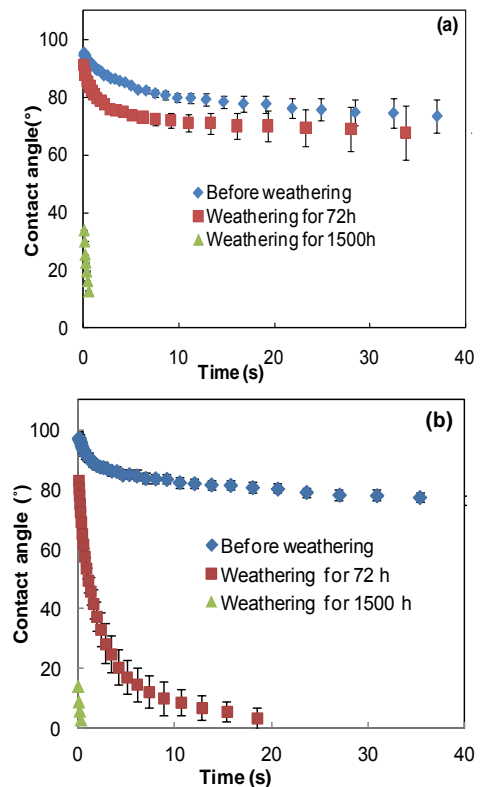 (a)
100
80
60
40
20
0
Contact angle(°)
Before weathering
Weathering for 72h
Weathering for 1500h
0 10 20 30 40
Time (s)
(b)
100
80
60
40
20
0
Contact angle (°)
Before weathering
Weathering for 72 h
Weathering for 1500 h
0 10 20 30 40
Time (s)